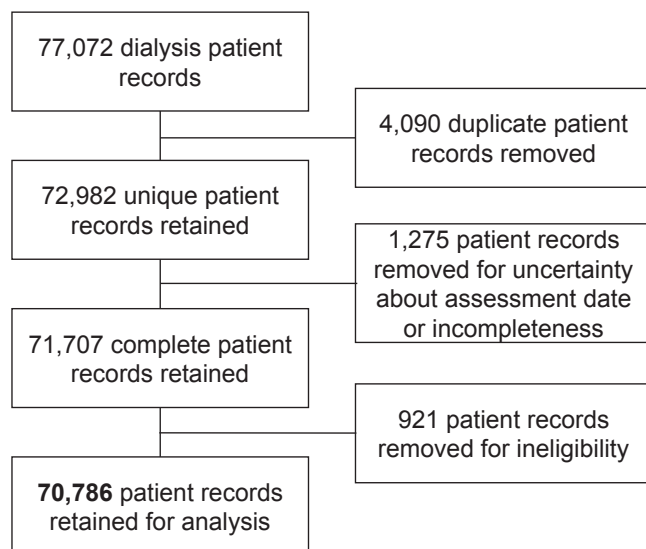 77,072 dialysis patient
records
4,090 duplicate patient
records removed
72,982 unique patient
records retained
1,275 patient records
removed for uncertainty
about assessment date
or incompleteness
71,707 complete patient
records retained
921 patient records
removed for ineligibility
70,786 patient records
retained for analysis